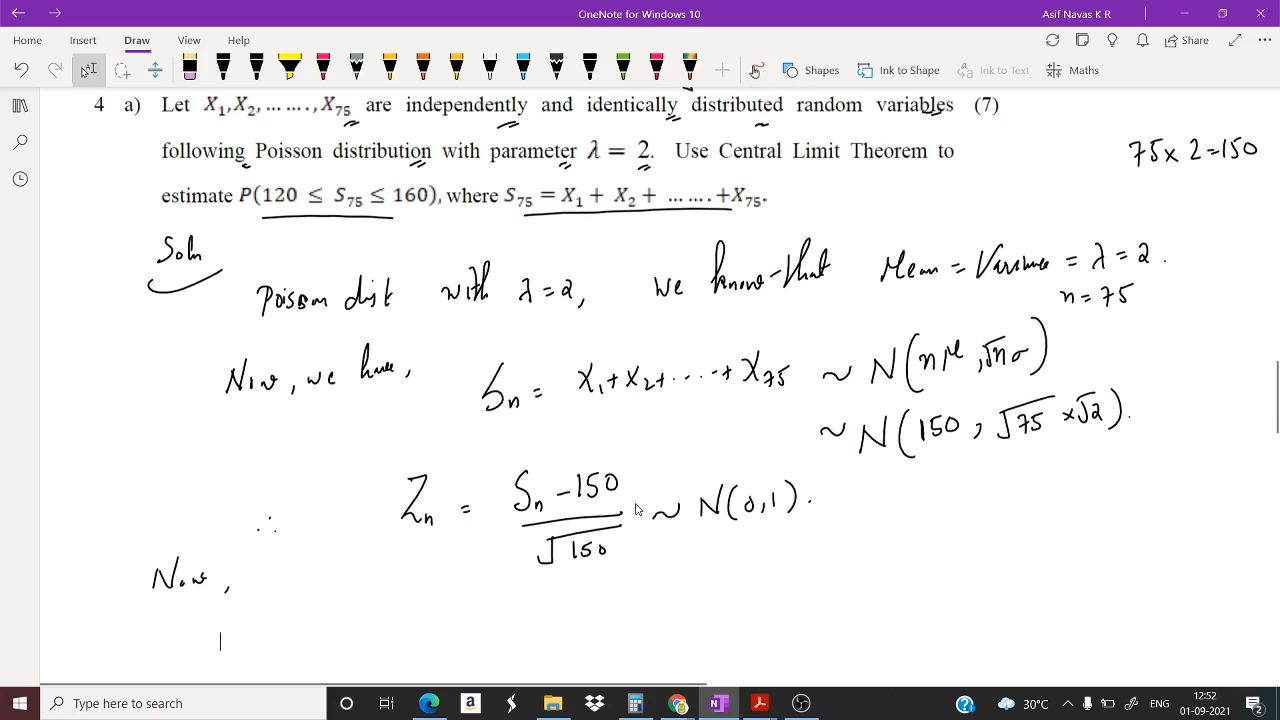 OneNote for Windows 10
Asif Navas K R
Home Insert Draw View Help
Share
Shapes Ink to Shape Ink to Text Maths
4 a) Let X₁,X₂, … …. , X₇₅ are independently and identically distributed random variables (7)
following Poisson distribution with parameter λ = 2. Use Central Limit Theorem to
75 × 2 = 150
estimate P(120 ≤ S₇₅ ≤ 160), where S₇₅ = X₁ + X₂ + … …. +X₇₅.
Soln
Poisson dist with λ = 2, We know that Mean = Variance = λ = 2.
n = 75
Now, we have, Sₙ = X₁ + X₂ + ..... + X₇₅ ~ N(nμ, √n σ)
~ N(150, √75 × √2).
∴ Zₙ = Sₙ - 150 / √150 ~ N(0,1).
Now,
Type here to search
a
30°C
12:52
01-09-2021